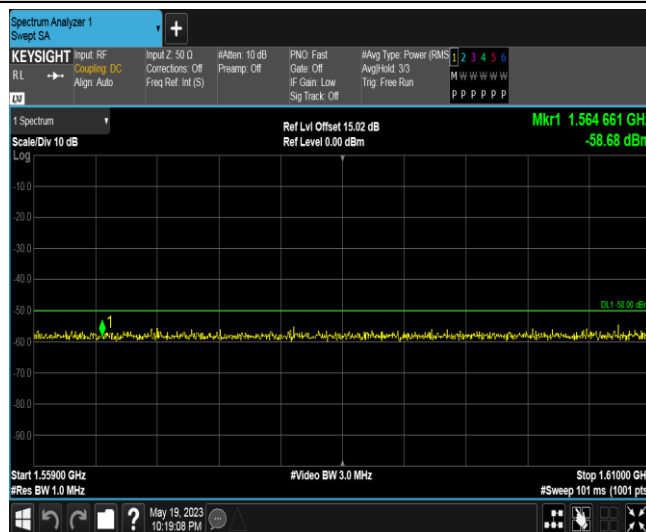 Spectrum Analyzer 1
Swept SA
+
KEYSIGHT Input: RF Input Z: 50 Ω #Atten: 10 dB PNO: Fast #Avg Type: Power (RMS 1 2 3 4 5 6
RL Coupling: DC Corrections: Off Preamp: Off Gate: Off Avg|Hold: 3/3 M W W W W W
Align: Auto Freq Ref: Int (S) IF Gain: Low Trig: Free Run
Sig Track: Off P P P P P P
LXI
1 Spectrum
Ref Lvl Offset 15.02 dB Mkr1 1.564 661 GHz
Scale/Div 10 dB Ref Level 0.00 dBm -58.68 dBm
Log
-10.0
-20.0
-30.0
-40.0
-50.0 DL1 -50.00 dBm
1
-60.0
-70.0
-80.0
-90.0
Start 1.55900 GHz #Video BW 3.0 MHz Stop 1.61000 GHz
#Res BW 1.0 MHz #Sweep 101 ms (1001 pts
? May 19, 2023
10:19:08 PM